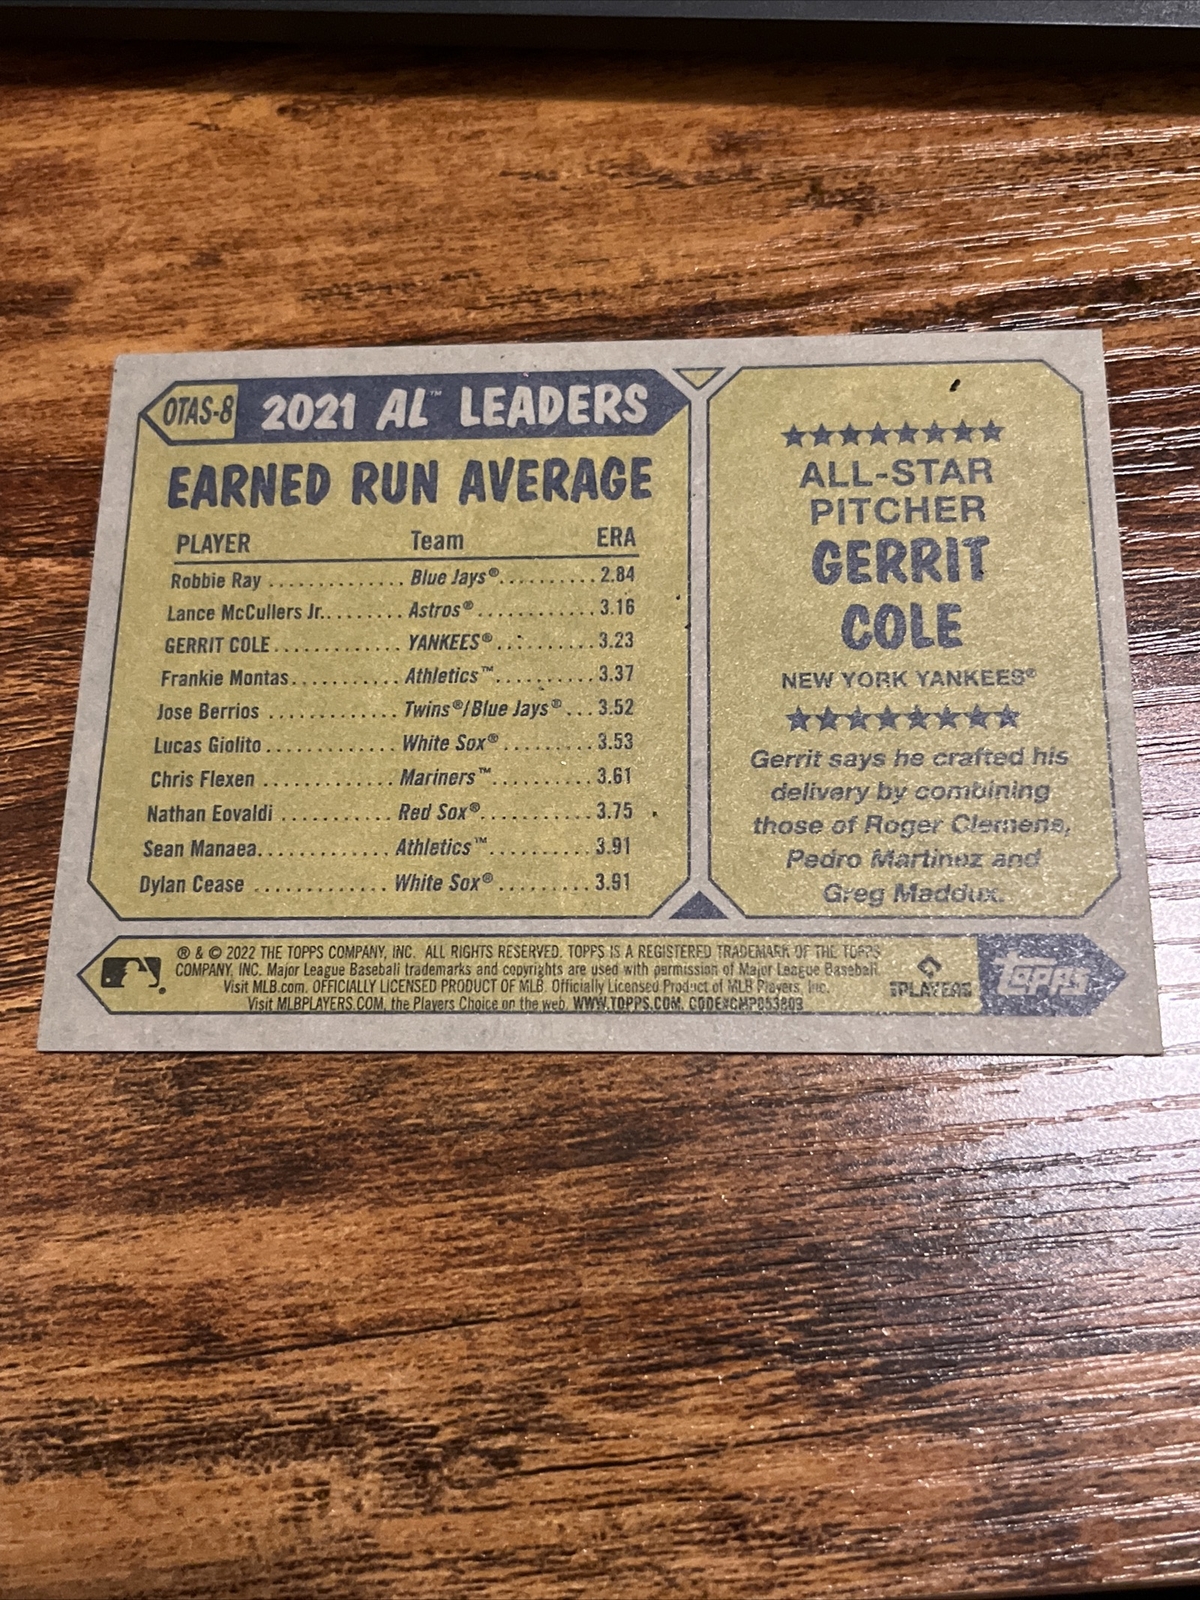 OTAS-8
2021 AL™ LEADERS
EARNED RUN AVERAGE
PLAYER Team ERA
Robbie Ray ............. Blue Jays®.......... 2.84
Lance McCullers Jr.......... Astros® ............ 3.16
GERRIT COLE ............ YANKEES® .......... 3.23
Frankie Montas .......... Athletics™ .......... 3.37
Jose Berrios ............ Twins®/Blue Jays® ... 3.52
Lucas Giolito ............ White Sox® ......... 3.53
Chris Flexen ............. Mariners™ .......... 3.61
Nathan Eovaldi ........... Red Sox® ........... 3.75
Sean Manaea............. Athletics™ .......... 3.91
Dylan Cease ............. White Sox® ......... 3.91
ALL-STAR
PITCHER
GERRIT
COLE
NEW YORK YANKEES®
Gerrit says he crafted his
delivery by combining
those of Roger Clemens,
Pedro Martinez and
Greg Maddux.
® & © 2022 THE TOPPS COMPANY, INC. ALL RIGHTS RESERVED. TOPPS IS A REGISTERED TRADEMARK OF THE TOPPS
COMPANY, INC. Major League Baseball trademarks and copyrights are used with permission of Major League Baseball.
Visit MLB.com. OFFICIALLY LICENSED PRODUCT OF MLB Officially Licensed Product of MLB Players, Inc.
Visit MLBPLAYERS.COM, the Players Choice on the web. WWW.TOPPS.COM. CODE#CMP053803
PLAYERS
TOPPS